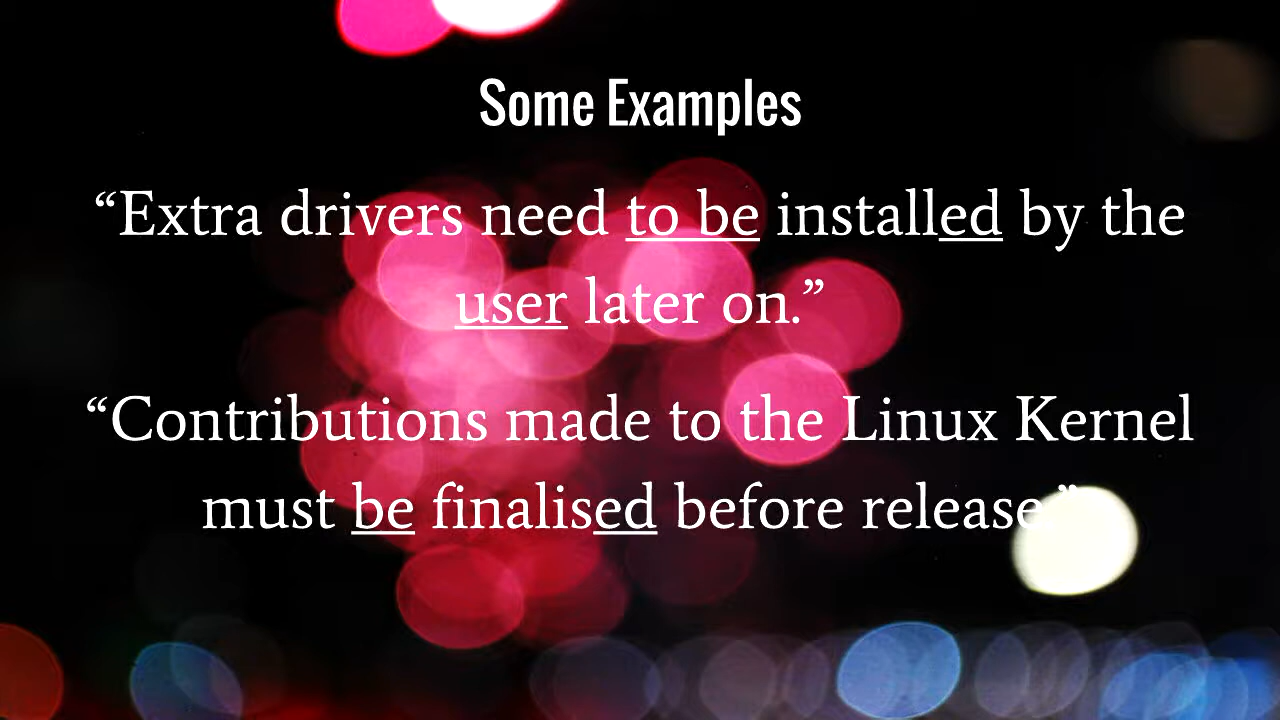 Some Examples
“Extra drivers need to be installed by the
user later on.”
“Contributions made to the Linux Kernel
must be finalised before release.”